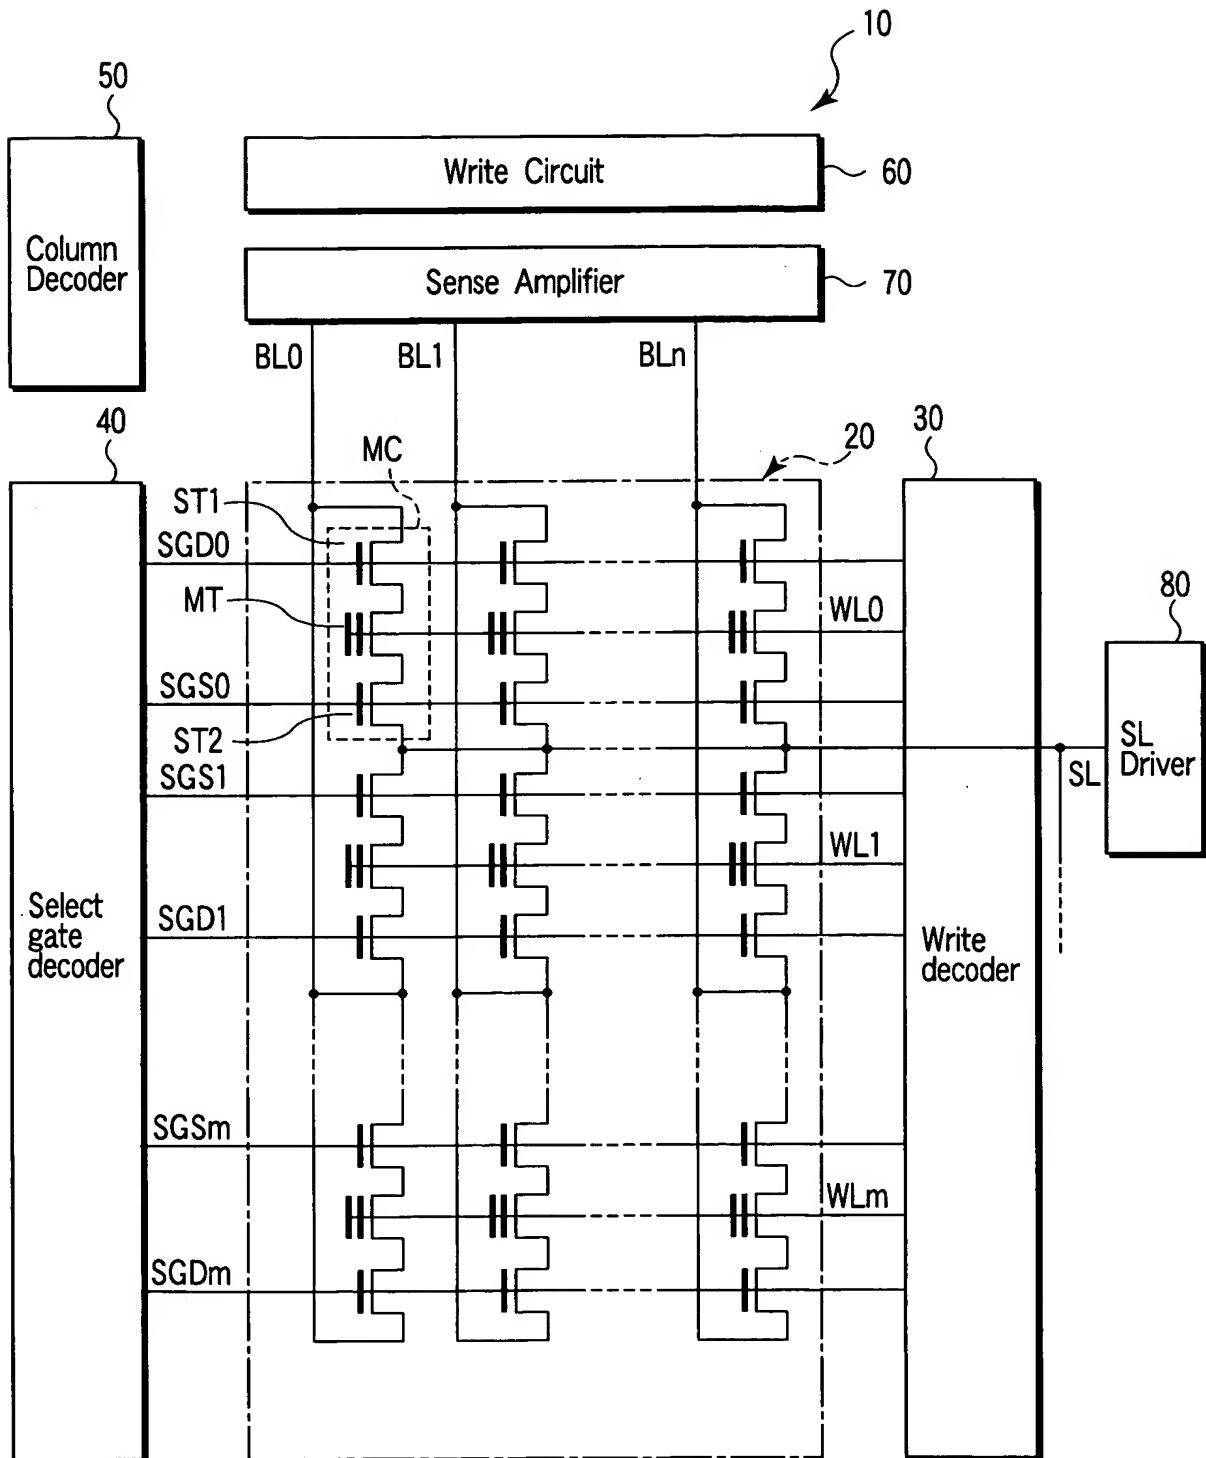 10
50
Write Circuit
60
Column
Decoder
Sense Amplifier
70
BL0
BL1
BLn
40
MC
20
30
ST1
SGD0
MT
WL0
80
SGS0
ST2
SL
Driver
SL
SGS1
WL1
Select
gate
decoder
SGD1
Write
decoder
SGSm
WLm
SGDm